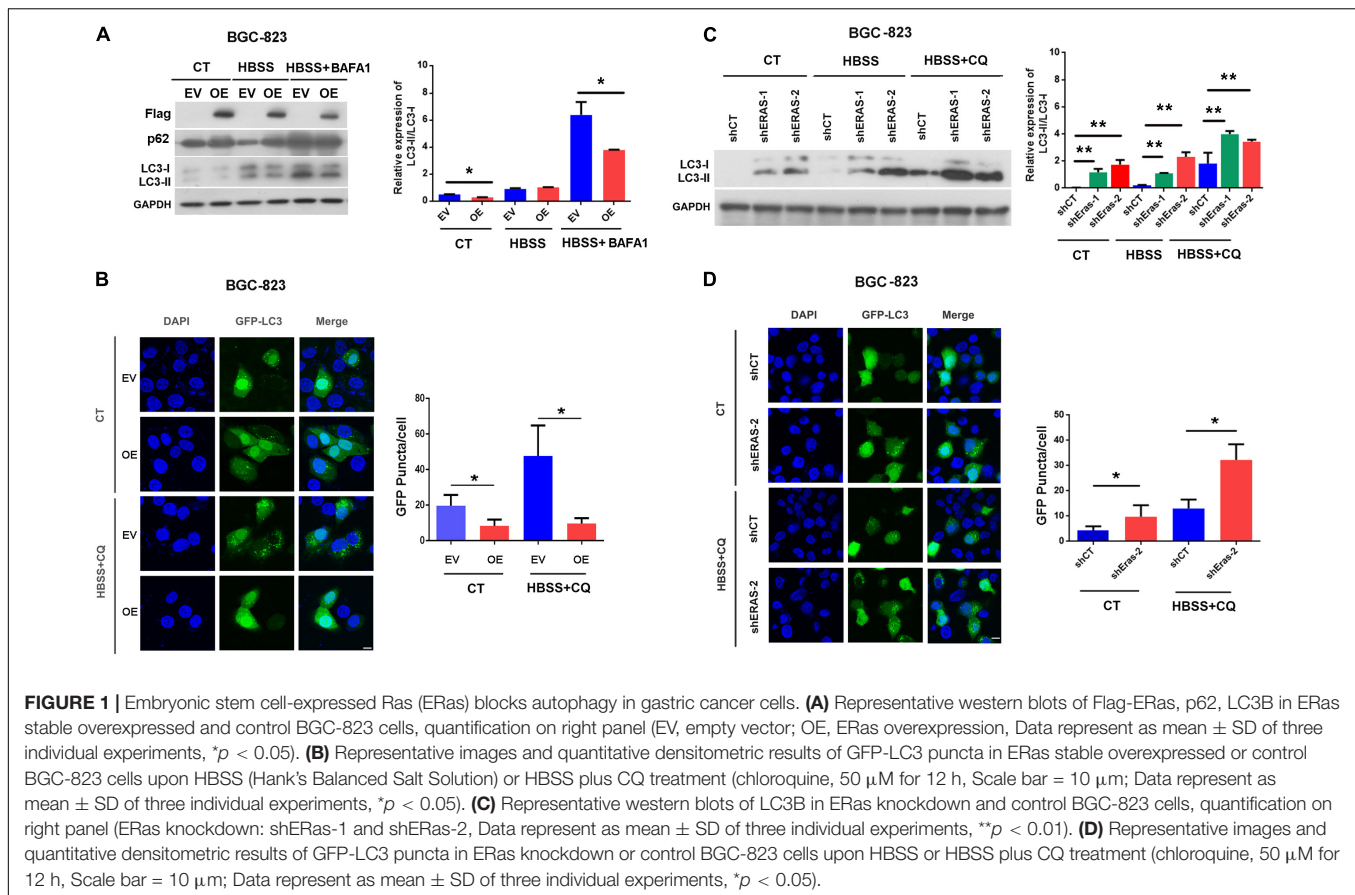 A
BGC-823
CT HBSS HBSS+BAFA1
EV OE EV OE EV OE
Flag
p62
LC3-I
LC3-II
GAPDH
Relative expression of
LC3-II/LC3-I
10
8
6
4
2
0
*
*
EV OE EV OE EV OE
CT HBSS HBSS+BAFA1
C
BGC-823
CT HBSS HBSS+CQ
shCT shERAS-1 shERAS-2 shCT shERAS-1 shERAS-2 shCT shERAS-1 shERAS-2
LC3-I
LC3-II
GAPDH
Relative expression of
LC3-II/LC3-I
10
8
6
4
2
0
** ** ** ** ** **
shCT shEras-1 shEras-2 shCT shEras-1 shEras-2 shCT shEras-1 shEras-2
CT HBSS HBSS+CQ
B
BGC-823
DAPI GFP-LC3 Merge
CT
EV
OE
HBSS+CQ
EV
OE
GFP Puncta/cell
80
60
40
20
0
*
*
EV OE EV OE
CT HBSS+CQ
D
BGC-823
DAPI GFP-LC3 Merge
CT
shCT
shERAS-2
HBSS+CQ
shCT
shERAS-2
GFP Puncta/cell
50
40
30
20
10
0
*
*
shCT shEras-2 shCT shEras-2
CT HBSS+CQ
FIGURE 1 | Embryonic stem cell-expressed Ras (ERas) blocks autophagy in gastric cancer cells. (A) Representative western blots of Flag-ERas, p62, LC3B in ERas
stable overexpressed and control BGC-823 cells, quantification on right panel (EV, empty vector; OE, ERas overexpression, Data represent as mean ± SD of three
individual experiments, *p < 0.05). (B) Representative images and quantitative densitometric results of GFP-LC3 puncta in ERas stable overexpressed or control
BGC-823 cells upon HBSS (Hank's Balanced Salt Solution) or HBSS plus CQ treatment (chloroquine, 50 μM for 12 h, Scale bar = 10 μm; Data represent as
mean ± SD of three individual experiments, *p < 0.05). (C) Representative western blots of LC3B in ERas knockdown and control BGC-823 cells, quantification on
right panel (ERas knockdown: shERas-1 and shERas-2, Data represent as mean ± SD of three individual experiments, **p < 0.01). (D) Representative images and
quantitative densitometric results of GFP-LC3 puncta in ERas knockdown or control BGC-823 cells upon HBSS or HBSS plus CQ treatment (chloroquine, 50 μM for
12 h, Scale bar = 10 μm; Data represent as mean ± SD of three individual experiments, *p < 0.05).